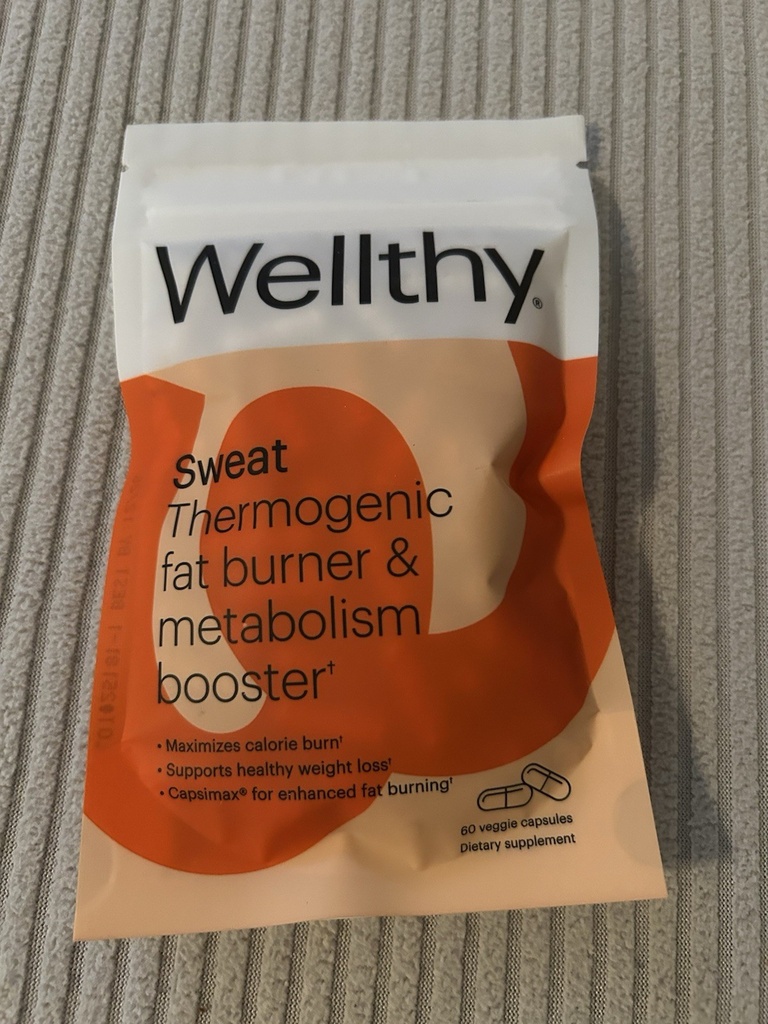 Wellthy®
Sweat
Thermogenic
fat burner &
metabolism
booster†
• Maximizes calorie burn†
• Supports healthy weight loss†
• Capsimax® for enhanced fat burning†
60 veggie capsules
Dietary supplement